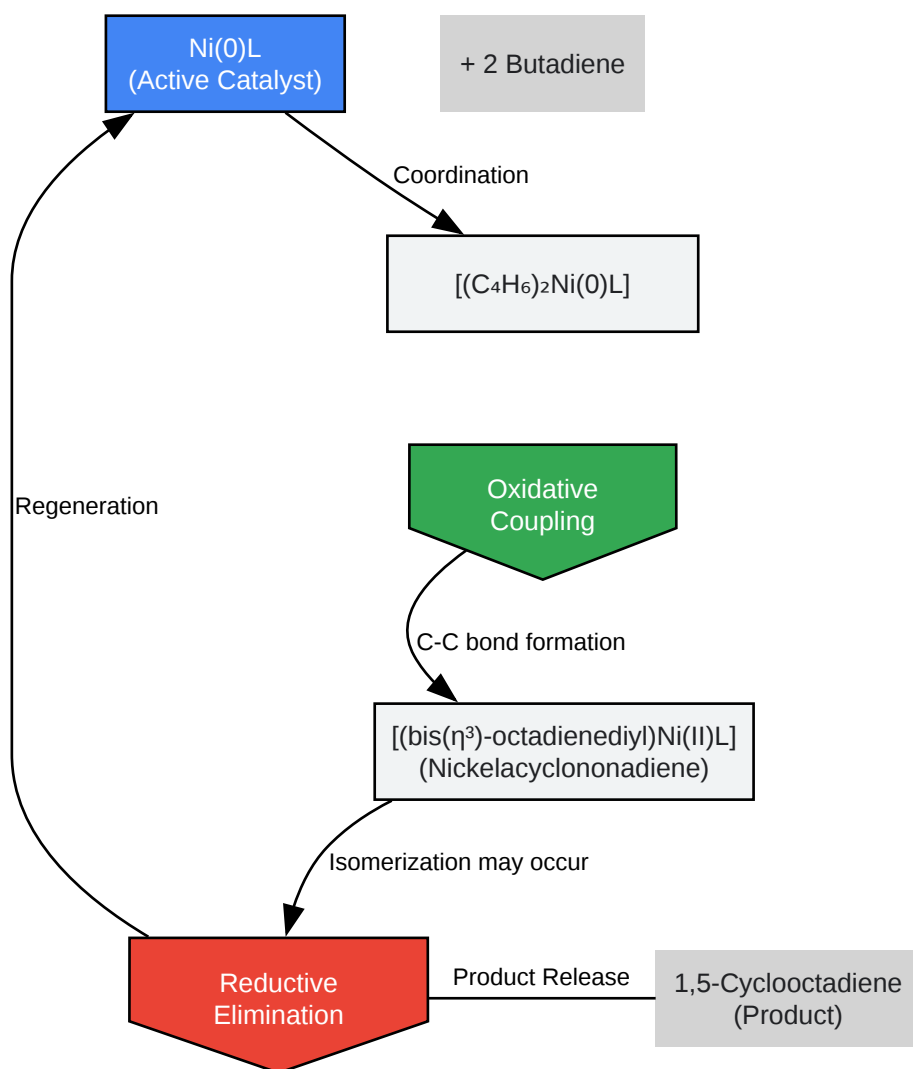 Ni(0)L
(Active Catalyst)
+ 2 Butadiene
Coordination
[(C₄H₆)₂Ni(0)L]
Oxidative
Coupling
Regeneration
C-C bond formation
[(bis(η³)-octadienediyl)Ni(II)L]
(Nickelacyclononadiene)
Isomerization may occur
Reductive
Elimination
Product Release
1,5-Cyclooctadiene
(Product)